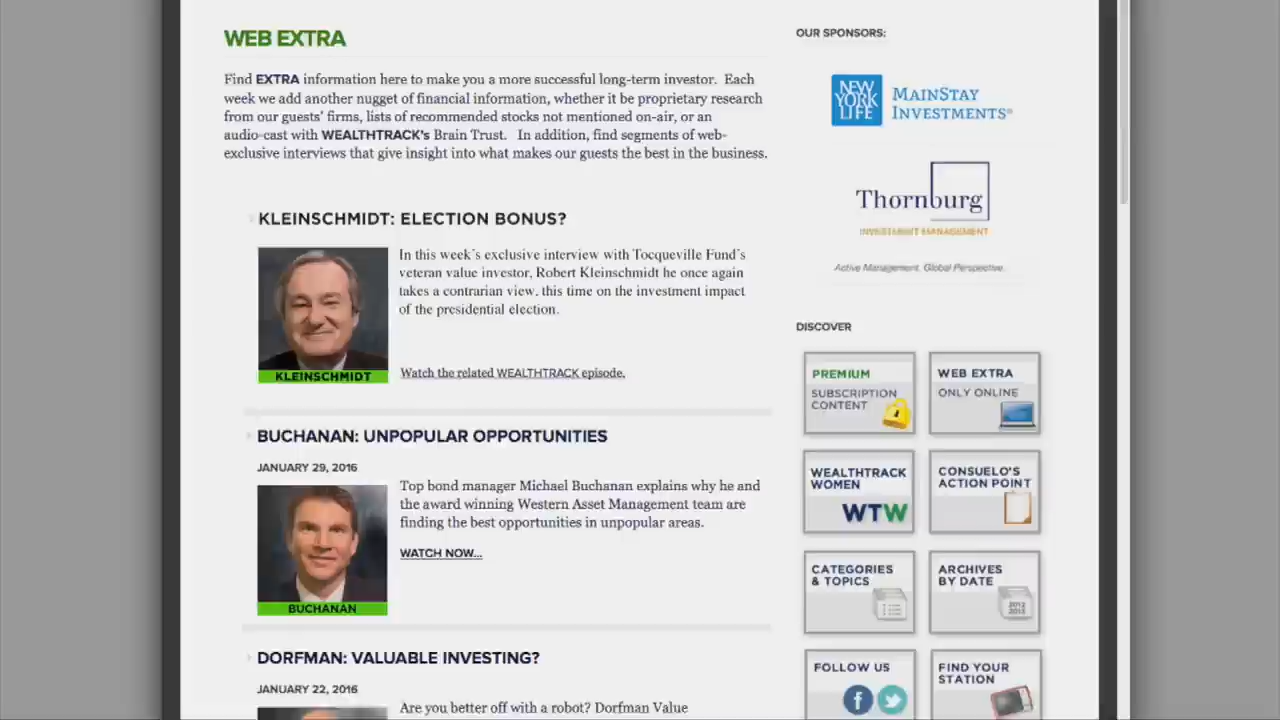 WEB EXTRA
Find EXTRA information here to make you a more successful long-term investor. Each
week we add another nugget of financial information, whether it be proprietary research
from our guests' firms, lists of recommended stocks not mentioned on-air, or an
audio-cast with WEALTHTRACK's Brain Trust. In addition, find segments of web-
exclusive interviews that give insight into what makes our guests the best in the business.
KLEINSCHMIDT: ELECTION BONUS?
In this week's exclusive interview with Tocqueville Fund's
veteran value investor, Robert Kleinschmidt he once again
takes a contrarian view, this time on the investment impact
of the presidential election.
KLEINSCHMIDT
Watch the related WEALTHTRACK episode.
BUCHANAN: UNPOPULAR OPPORTUNITIES
JANUARY 29, 2016
Top bond manager Michael Buchanan explains why he and
the award winning Western Asset Management team are
finding the best opportunities in unpopular areas.
WATCH NOW...
BUCHANAN
DORFMAN: VALUABLE INVESTING?
JANUARY 22, 2016
Are you better off with a robot? Dorfman Value
OUR SPONSORS:
NEW
YORK
LIFE
MAINSTAY
INVESTMENTS®
Thornburg
INVESTMENT MANAGEMENT
Active Management. Global Perspective.
DISCOVER
PREMIUM
SUBSCRIPTION
CONTENT
WEB EXTRA
ONLY ONLINE
WEALTHTRACK
WOMEN
WTW
CONSUELO'S
ACTION POINT
CATEGORIES
& TOPICS
ARCHIVES
BY DATE
2012
FOLLOW US
FIND YOUR
STATION